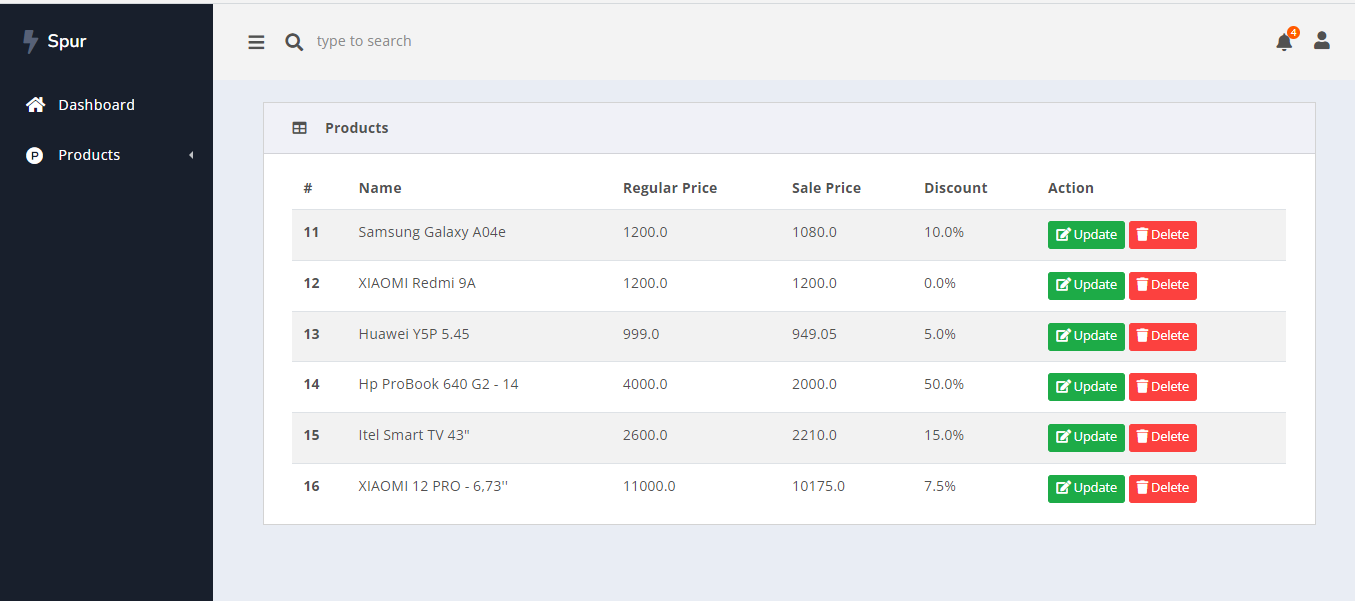 Spur
type to search
4
Dashboard
P Products
Products
# Name Regular Price Sale Price Discount Action
11 Samsung Galaxy A04e 1200.0 1080.0 10.0% Update Delete
12 XIAOMI Redmi 9A 1200.0 1200.0 0.0% Update Delete
13 Huawei Y5P 5.45 999.0 949.05 5.0% Update Delete
14 Hp ProBook 640 G2 - 14 4000.0 2000.0 50.0% Update Delete
15 Itel Smart TV 43" 2600.0 2210.0 15.0% Update Delete
16 XIAOMI 12 PRO - 6,73'' 11000.0 10175.0 7.5% Update Delete